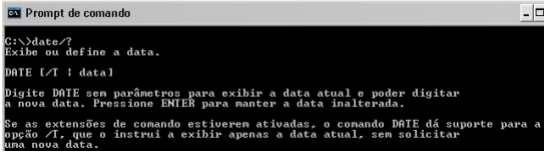 Prompt de comando
C:\>date/?
Exibe ou define a data.
DATE [/T | data]
Digite DATE sem parâmetros para exibir a data atual e poder digitar
a nova data. Pressione ENTER para manter a data inalterada.
Se as extensões de comando estiverem ativadas, o comando DATE dá suporte para a
opção /T, que o instrui a exibir apenas a data atual, sem solicitar
uma nova data.